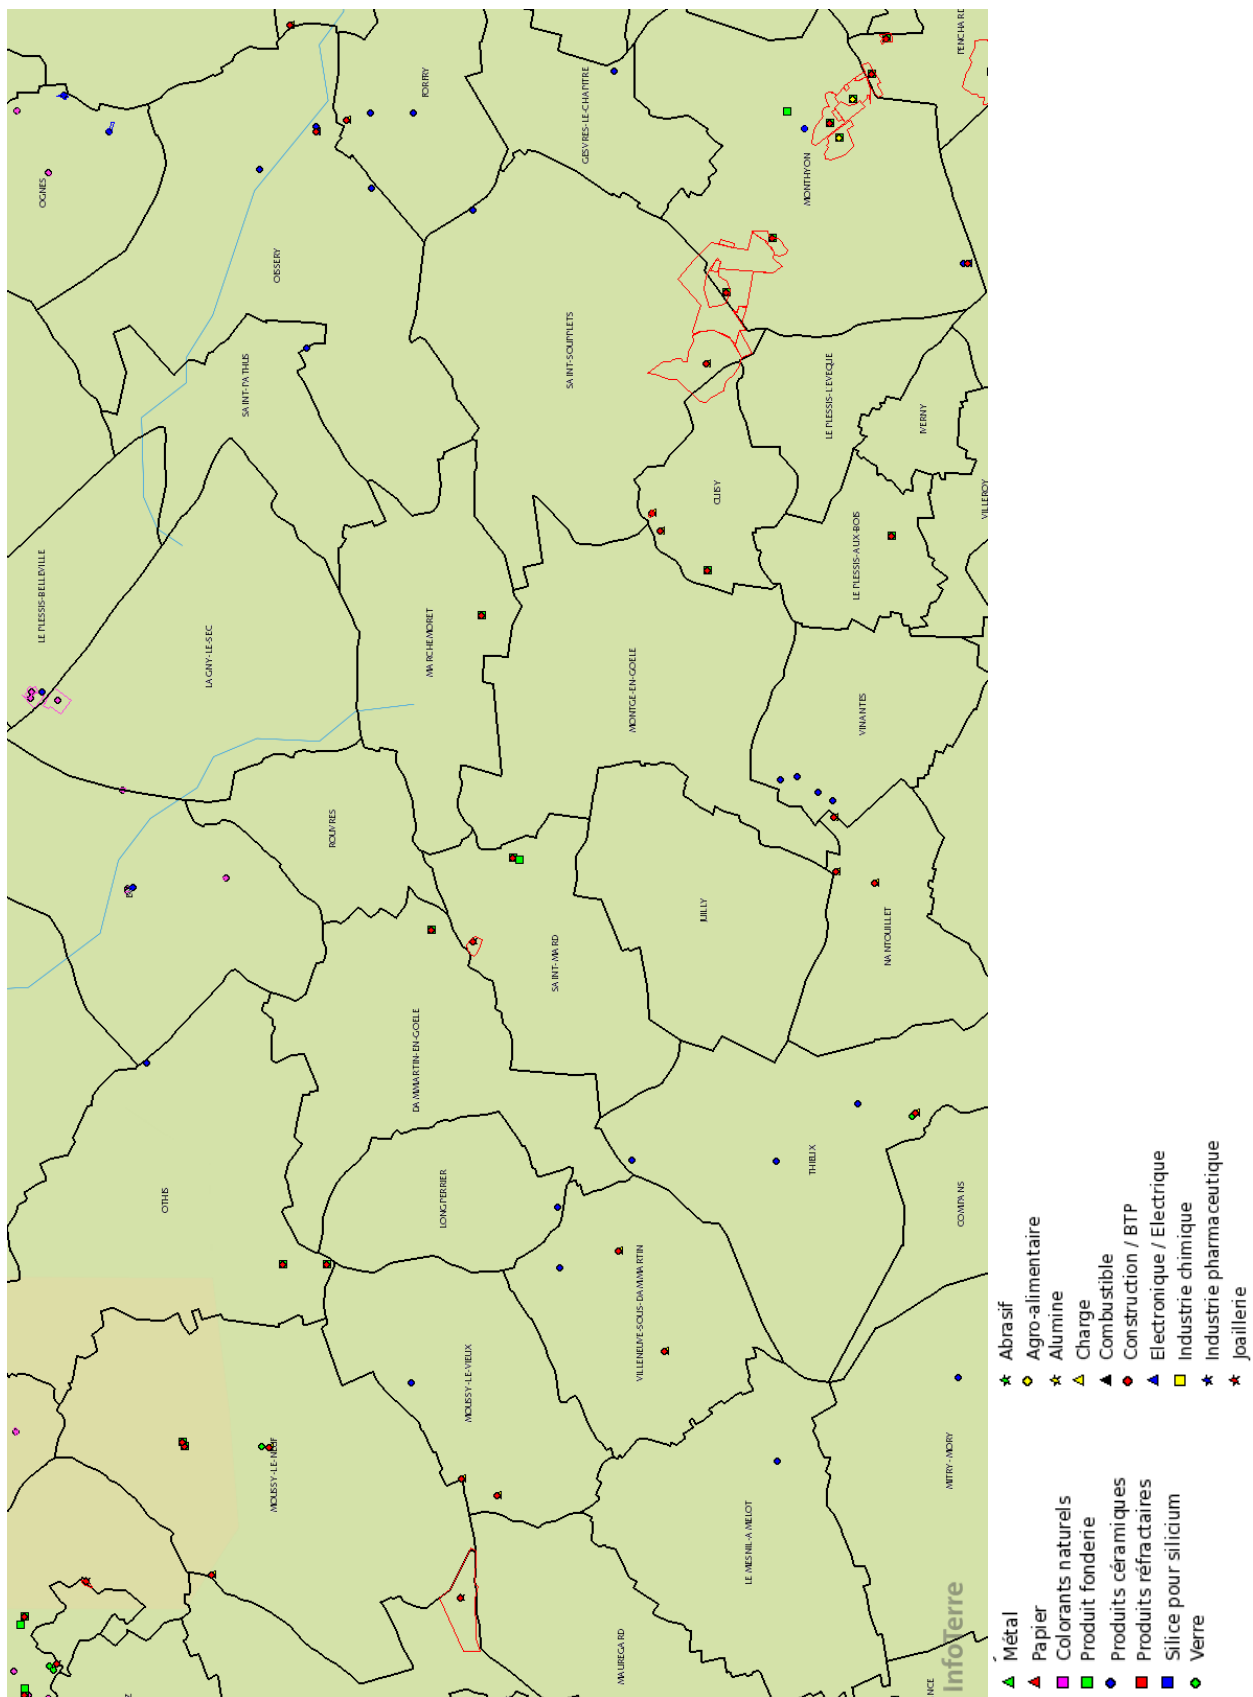 OGNES
FORFRY
GESVRES-LE-CHAPITRE
PENCHARD
MONTHYON
OISSERY
SAINT-PATHUS
SAINT-SOUPPLETS
LE PLESSIS-L'EVEQUE
IVERNY
CUISY
VILLEROY
LE PLESSIS-AUX-BOIS
LE PLESSIS-BELLEVILLE
LAGNY-LE-SEC
MARCHEMORET
MONTGE-EN-GOELE
VINANTES
ROUVRES
JUILLY
NANTOUILLET
SAINT-MARD
DAMMARTIN-EN-GOELE
THIEUX
OTHIS
LONGPERRIER
COMPANS
VILLENEUVE-SOUS-DAMMARTIN
MOUSSY-LE-VIEUX
MOUSSY-LE-NEUF
LE MESNIL-AMELOT
MITRY-MORY
MAUREGARD
NCE
InfoTerre
Métal
Papier
Colorants naturels
Produit fonderie
Produits céramiques
Produits réfractaires
Silice pour silicium
Verre
Abrasif
Agro-alimentaire
Alumine
Charge
Combustible
Construction / BTP
Electronique / Electrique
Industrie chimique
Industrie pharmaceutique
Joaillerie